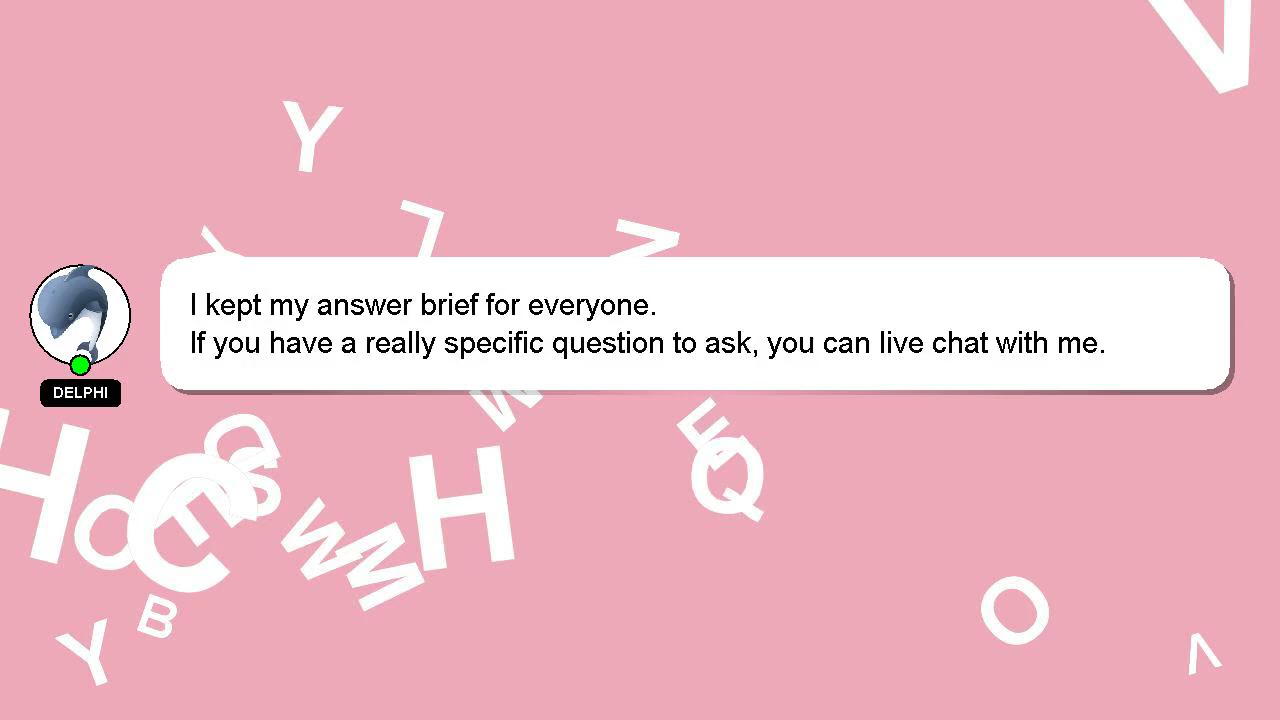 I kept my answer brief for everyone.
If you have a really specific question to ask, you can live chat with me.
DELPHI
V
Y
L
Y
Z
W
H
O
C
E
D
S
W
M
H
E
Q
B
Y
O
V